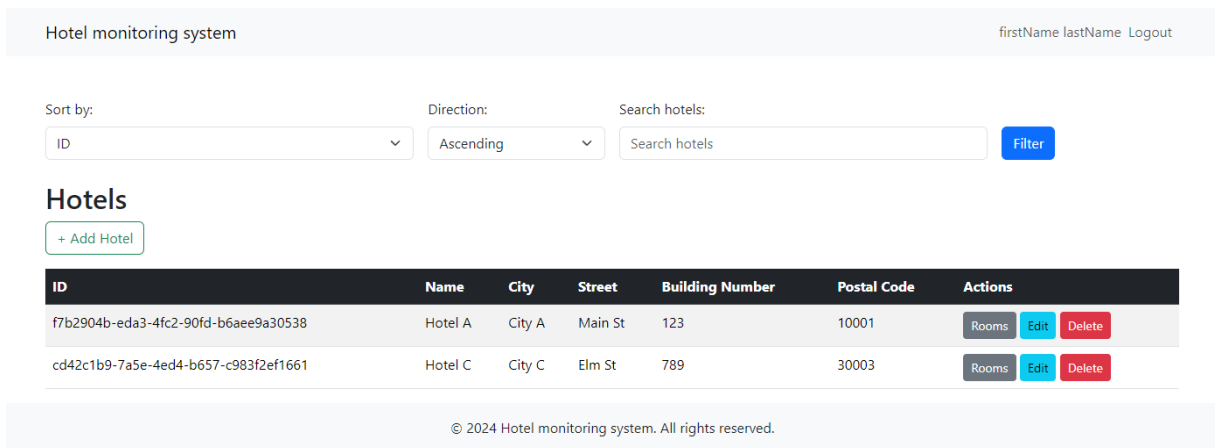 Hotel monitoring system firstName lastName Logout
Sort by: Direction: Search hotels:
ID Ascending Search hotels Filter
Hotels
+ Add Hotel
ID Name City Street Building Number Postal Code Actions
f7b2904b-eda3-4fc2-90fd-b6aee9a30538 Hotel A City A Main St 123 10001 Rooms Edit Delete
cd42c1b9-7a5e-4ed4-b657-c983f2ef1661 Hotel C City C Elm St 789 30003 Rooms Edit Delete
© 2024 Hotel monitoring system. All rights reserved.